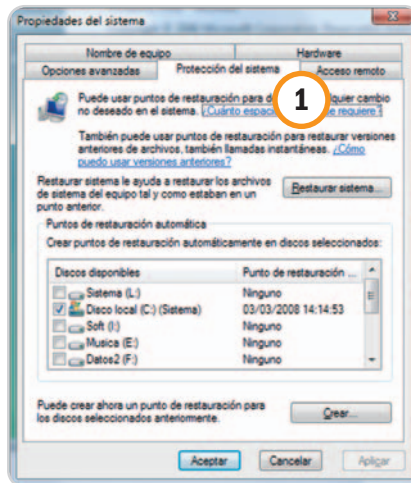 Propiedades del sistema
Nombre de equipo
Hardware
Opciones avanzadas
Protección del sistema
Acceso remoto
Puede usar puntos de restauración para de lquier cambio
no deseado en el sistema. ¿Cuánto espacio e requiere?
1
También puede usar puntos de restauración para restaurar versiones
anteriores de archivos, también llamadas instantáneas. ¿Cómo
puedo usar versiones anteriores?
Restaurar sistema le ayuda a restaurar los archivos
de sistema del equipo tal y como estaban en un
punto anterior.
Restaurar sistema...
Puntos de restauración automática
Crear puntos de restauración automáticamente en discos seleccionados:
Discos disponibles
Punto de restauración ...
Sistema (L:)
Ninguno
Disco local (C:) (Sistema)
03/03/2008 14:14:53
Soft (I:)
Ninguno
Musica (E:)
Ninguno
Datos2 (F:)
Ninguno
Puede crear ahora un punto de restauración para
los discos seleccionados anteriormente.
Crear...
Aceptar
Cancelar
Aplicar